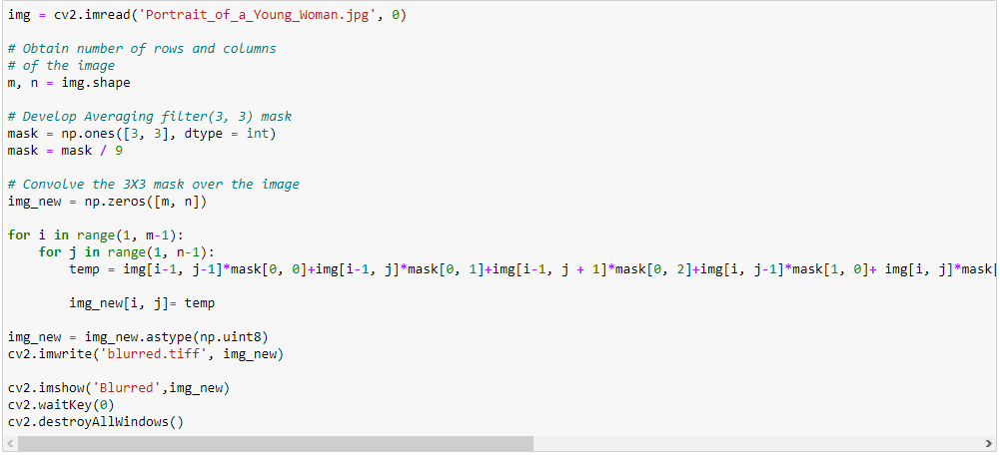 img = cv2.imread('Portrait_of_a_Young_Woman.jpg', 0)
# Obtain number of rows and columns
# of the image
m, n = img.shape
# Develop Averaging filter(3, 3) mask
mask = np.ones([3, 3], dtype = int)
mask = mask / 9
# Convolve the 3X3 mask over the image
img_new = np.zeros([m, n])
for i in range(1, m-1):
    for j in range(1, n-1):
        temp = img[i-1, j-1]*mask[0, 0]+img[i-1, j]*mask[0, 1]+img[i-1, j + 1]*mask[0, 2]+img[i, j-1]*mask[1, 0]+ img[i, j]*mask[
        img_new[i, j]= temp
img_new = img_new.astype(np.uint8)
cv2.imwrite('blurred.tiff', img_new)
cv2.imshow('Blurred',img_new)
cv2.waitKey(0)
cv2.destroyAllWindows()